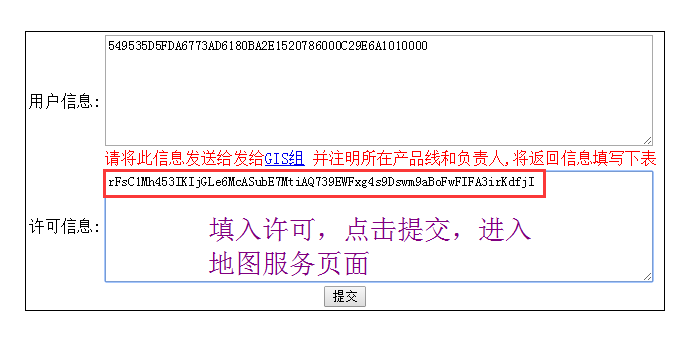 用户信息:
549535D5FDA6773AD6180BA2E1520786000C29E6A1010000
请将此信息发送给发给GIS组 并注明所在产品线和负责人,将返回信息填写下表
许可信息:
rFsC1Mh453IKIjGLe6McASubE7MtiAQ739EWFxg4s9Dswm9aBoFwFIFA3irKdfjI
填入许可，点击提交，进入
地图服务页面
提交